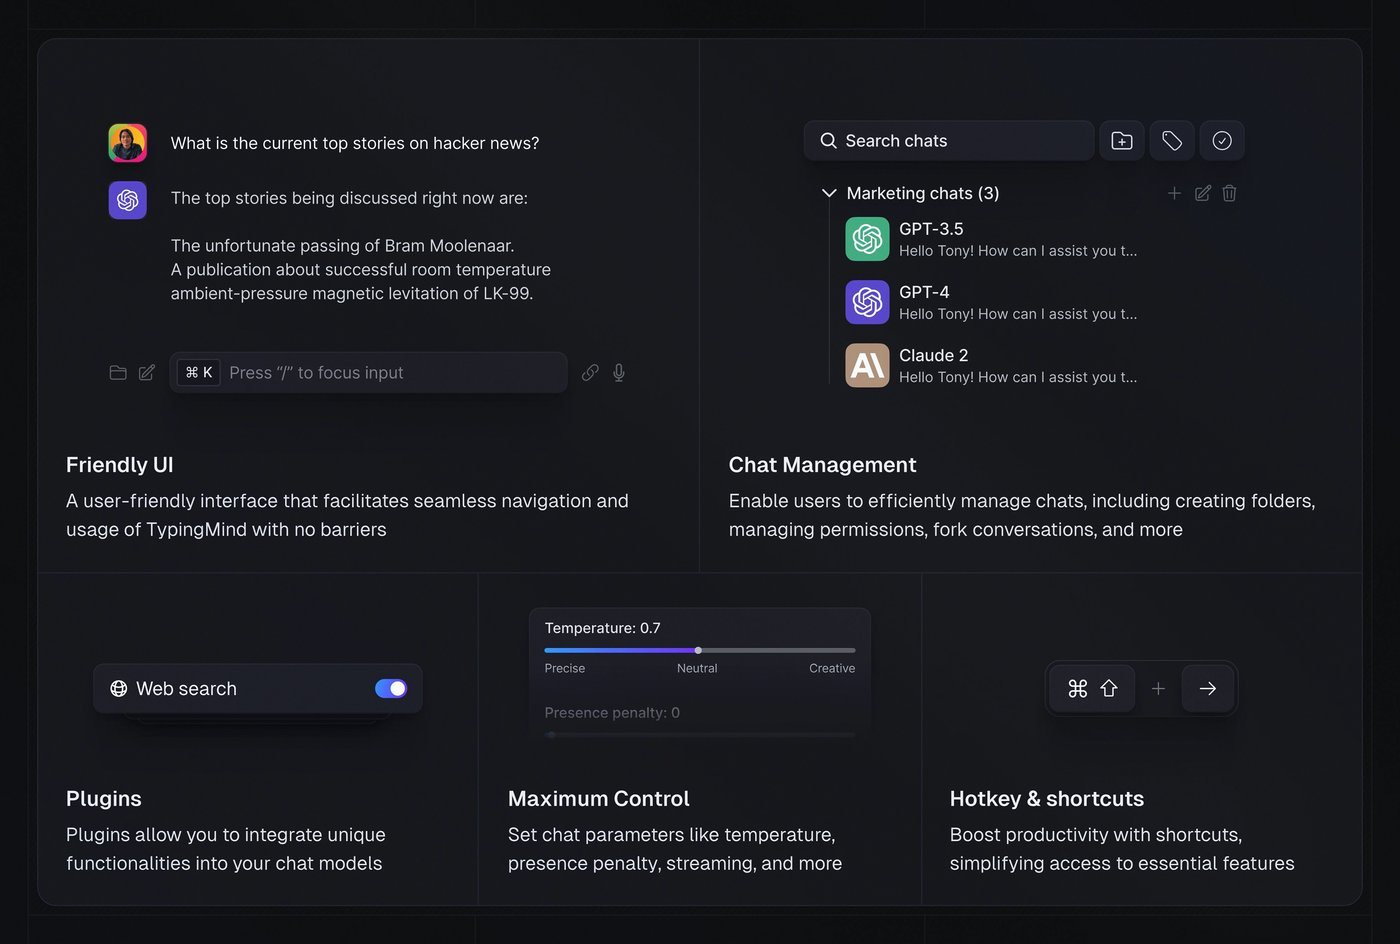 What is the current top stories on hacker news?
The top stories being discussed right now are:
The unfortunate passing of Bram Moolenaar.
A publication about successful room temperature
ambient-pressure magnetic levitation of LK-99.
⌘ K Press “/” to focus input
Friendly UI
A user-friendly interface that facilitates seamless navigation and
usage of TypingMind with no barriers
Search chats
Marketing chats (3)
GPT-3.5
Hello Tony! How can I assist you t...
GPT-4
Hello Tony! How can I assist you t...
Claude 2
Hello Tony! How can I assist you t...
Chat Management
Enable users to efficiently manage chats, including creating folders,
managing permissions, fork conversations, and more
Web search
Plugins
Plugins allow you to integrate unique
functionalities into your chat models
Temperature: 0.7
Precise Neutral Creative
Presence penalty: 0
Maximum Control
Set chat parameters like temperature,
presence penalty, streaming, and more
⌘ ⇧ + →
Hotkey & shortcuts
Boost productivity with shortcuts,
simplifying access to essential features